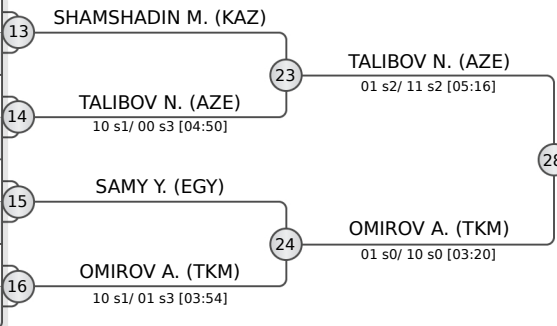 SHAMSHADIN M. (KAZ)
13
TALIBOV N. (AZE)
23
01 s2/ 11 s2 [05:16]
TALIBOV N. (AZE)
14
10 s1/ 00 s3 [04:50]
28
SAMY Y. (EGY)
15
OMIROV A. (TKM)
24
01 s0/ 10 s0 [03:20]
OMIROV A. (TKM)
16
10 s1/ 01 s3 [03:54]